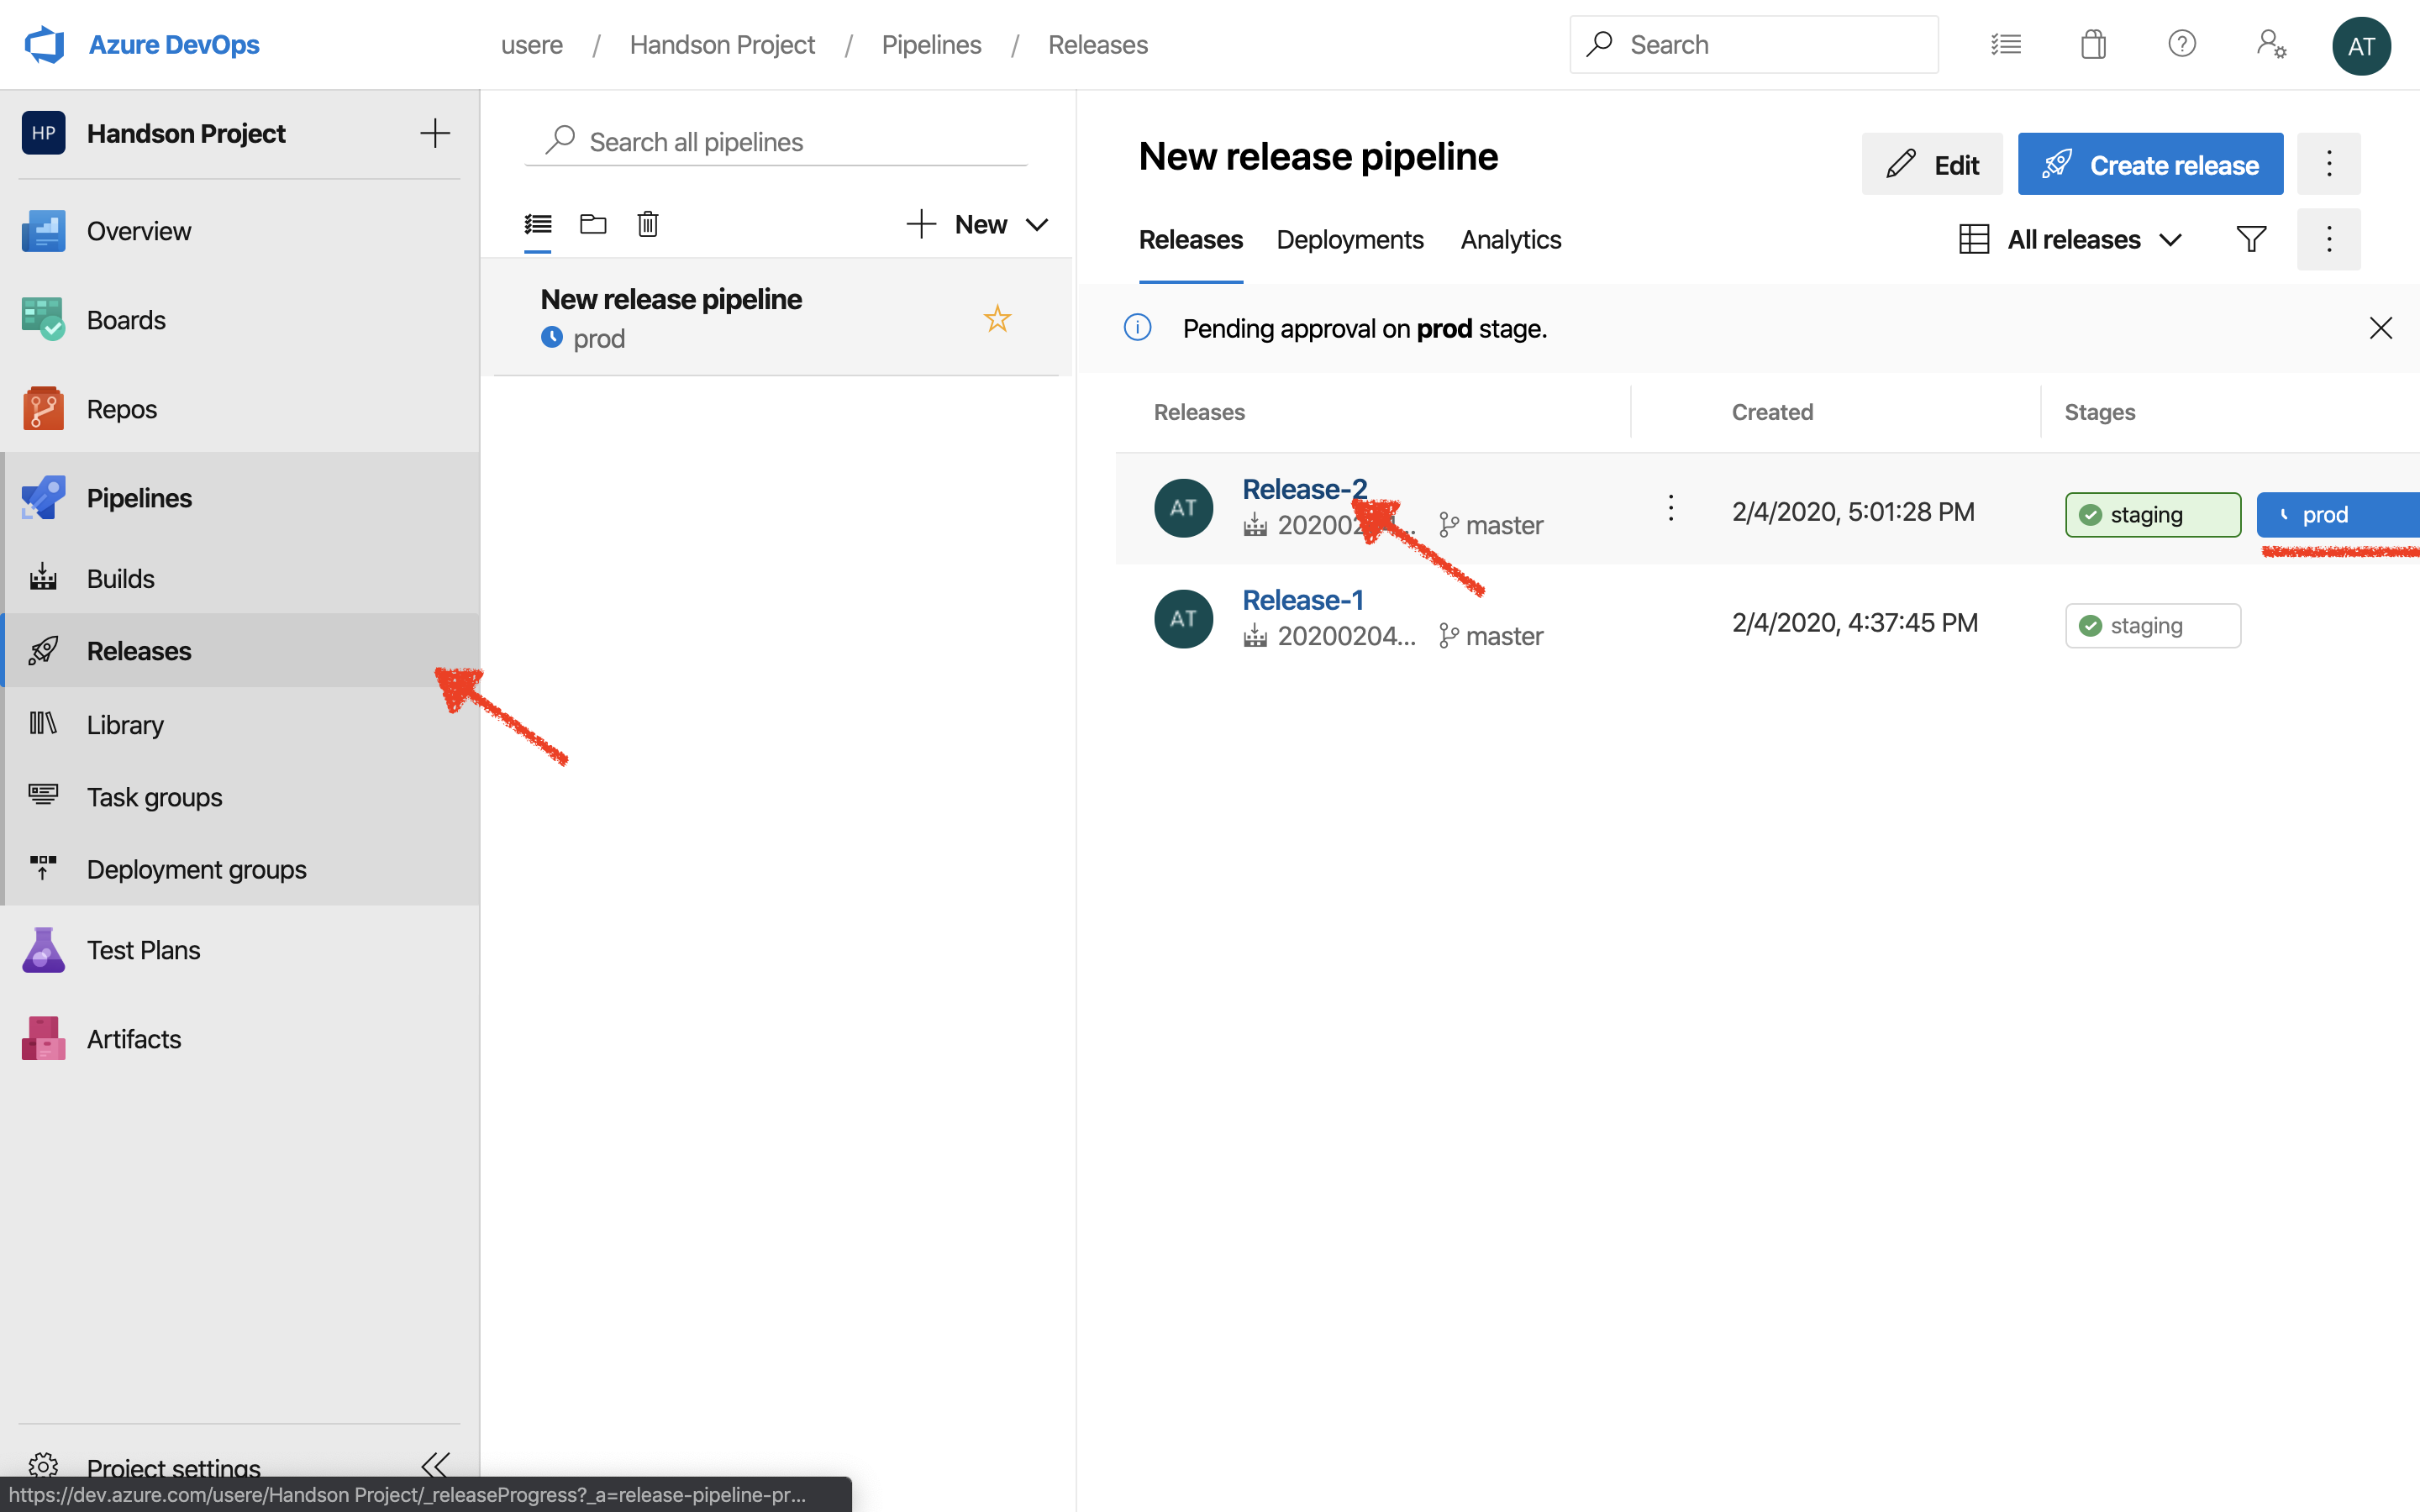 Azure DevOps
usere / Handson Project / Pipelines / Releases
Search
AT
HP
Handson Project
Overview
Boards
Repos
Pipelines
Builds
Releases
Library
Task groups
Deployment groups
Test Plans
Artifacts
Project settings
https://dev.azure.com/usere/Handson Project/_releaseProgress?_a=release-pipeline-pr...
Search all pipelines
New
New release pipeline
prod
New release pipeline
Edit
Create release
Releases Deployments Analytics
All releases
Pending approval on prod stage.
Releases Created Stages
AT Release-2 2/4/2020, 5:01:28 PM staging prod
master
AT Release-1 2/4/2020, 4:37:45 PM staging
20200204... master